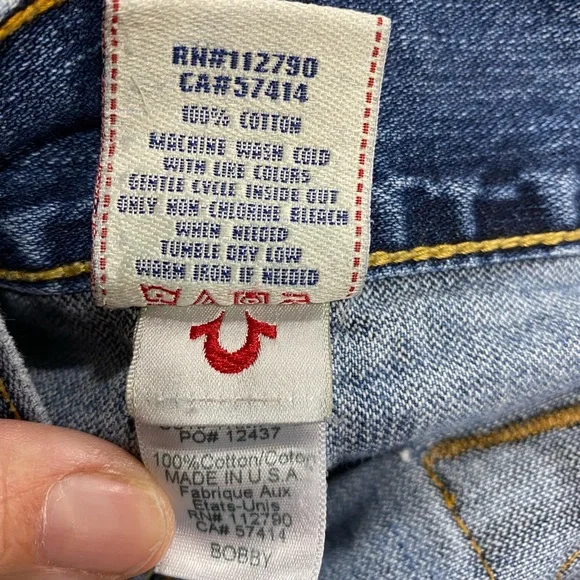 RN#112790
CA#57414
100% COTTON
MACHINE WASH COLD
WITH LIKE COLORS
GENTLE CYCLE INSIDE OUT
ONLY NON CHLORINE BLEACH
WHEN NEEDED
TUMBLE DRY LOW
WARM IRON IF NEEDED
PO# 12437
100%Cotton/Coton
MADE IN U.S.A
Fabrique Aux
Etats-Unis
RN# 112790
CA# 57414
BOBBY